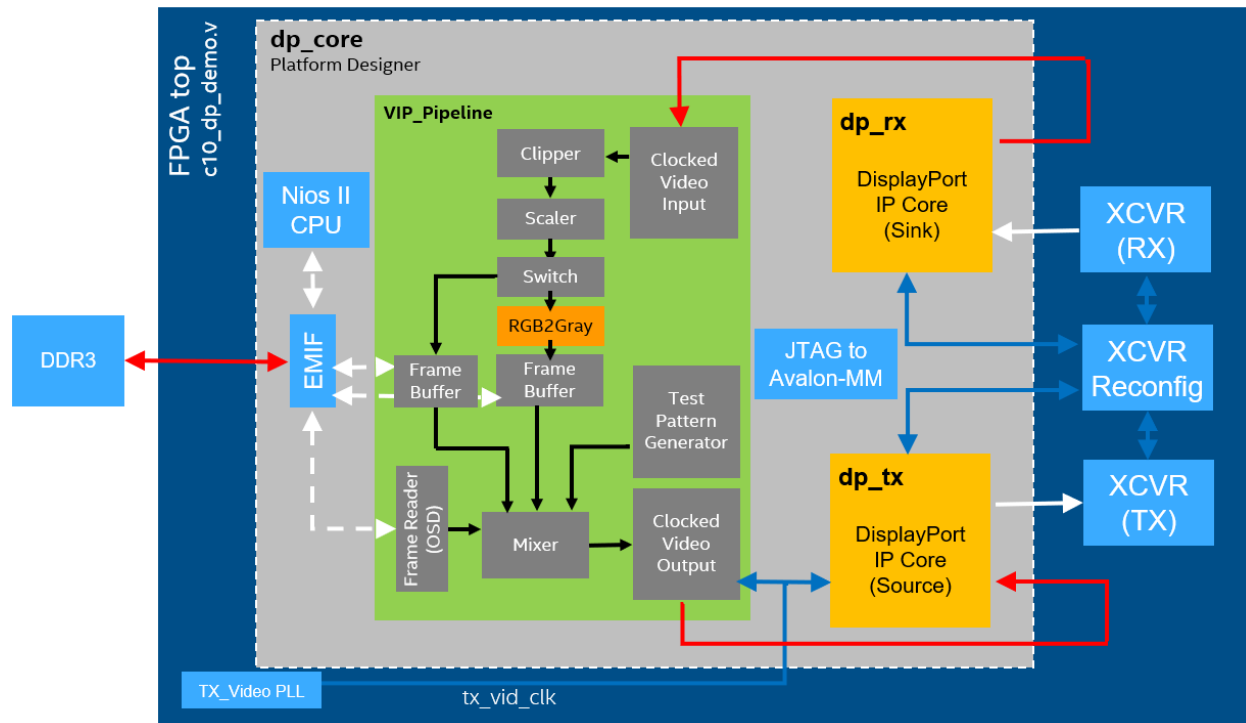 FPGA top
c10_dp_demo.v
dp_core
Platform Designer
VIP_Pipeline
Clipper
Clocked
Video
Input
Scaler
Switch
RGB2Gray
Frame
Buffer
Frame
Buffer
Test
Pattern
Generator
Frame Reader
(OSD)
Mixer
Clocked
Video
Output
Nios II
CPU
EMIF
DDR3
dp_rx
DisplayPort
IP Core
(Sink)
JTAG to
Avalon-MM
dp_tx
DisplayPort
IP Core
(Source)
XCVR
(RX)
XCVR
Reconfig
XCVR
(TX)
TX_Video PLL
tx_vid_clk